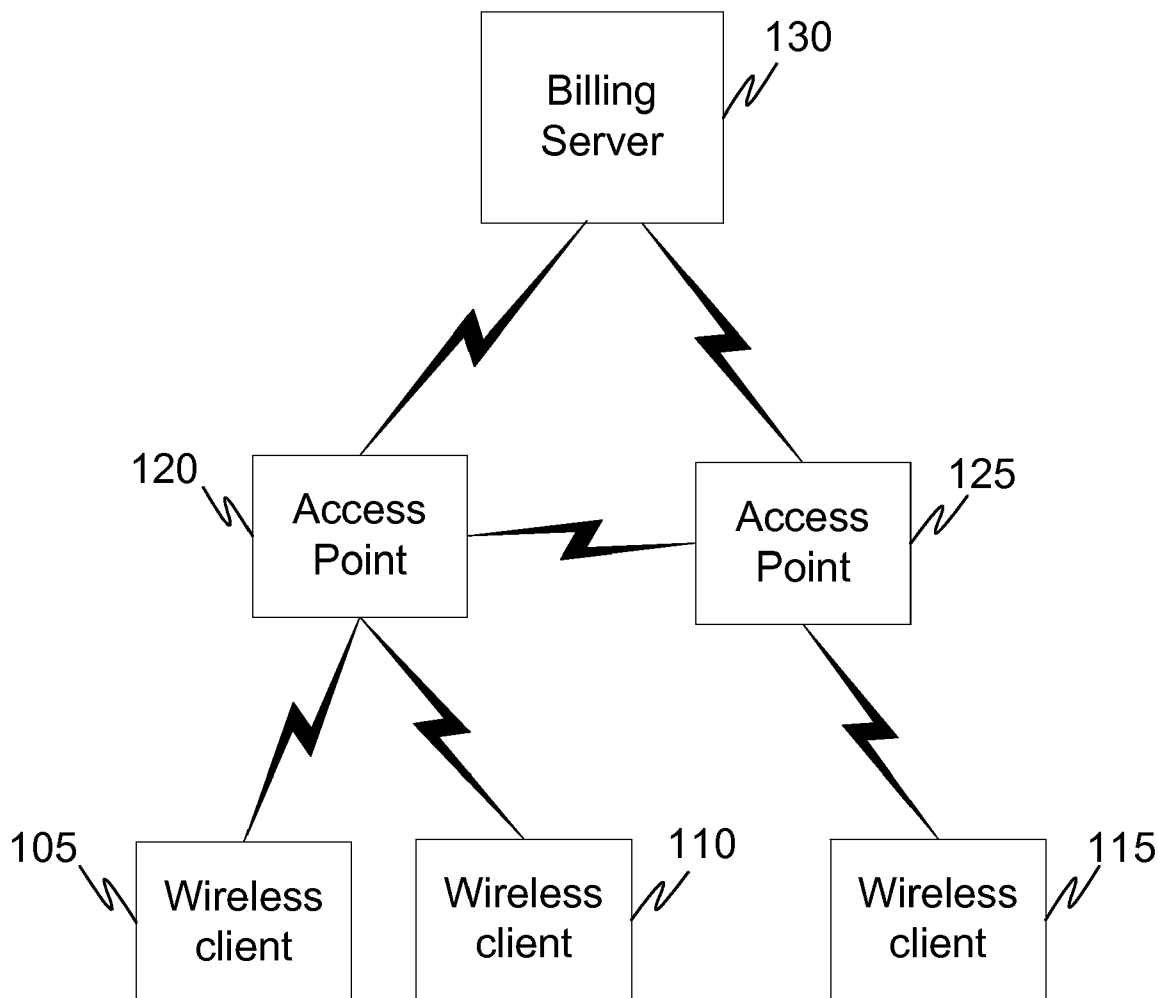 130
Billing
Server
120
Access
Point
Access
Point
125
105
Wireless
client
Wireless
client
110
Wireless
client
115